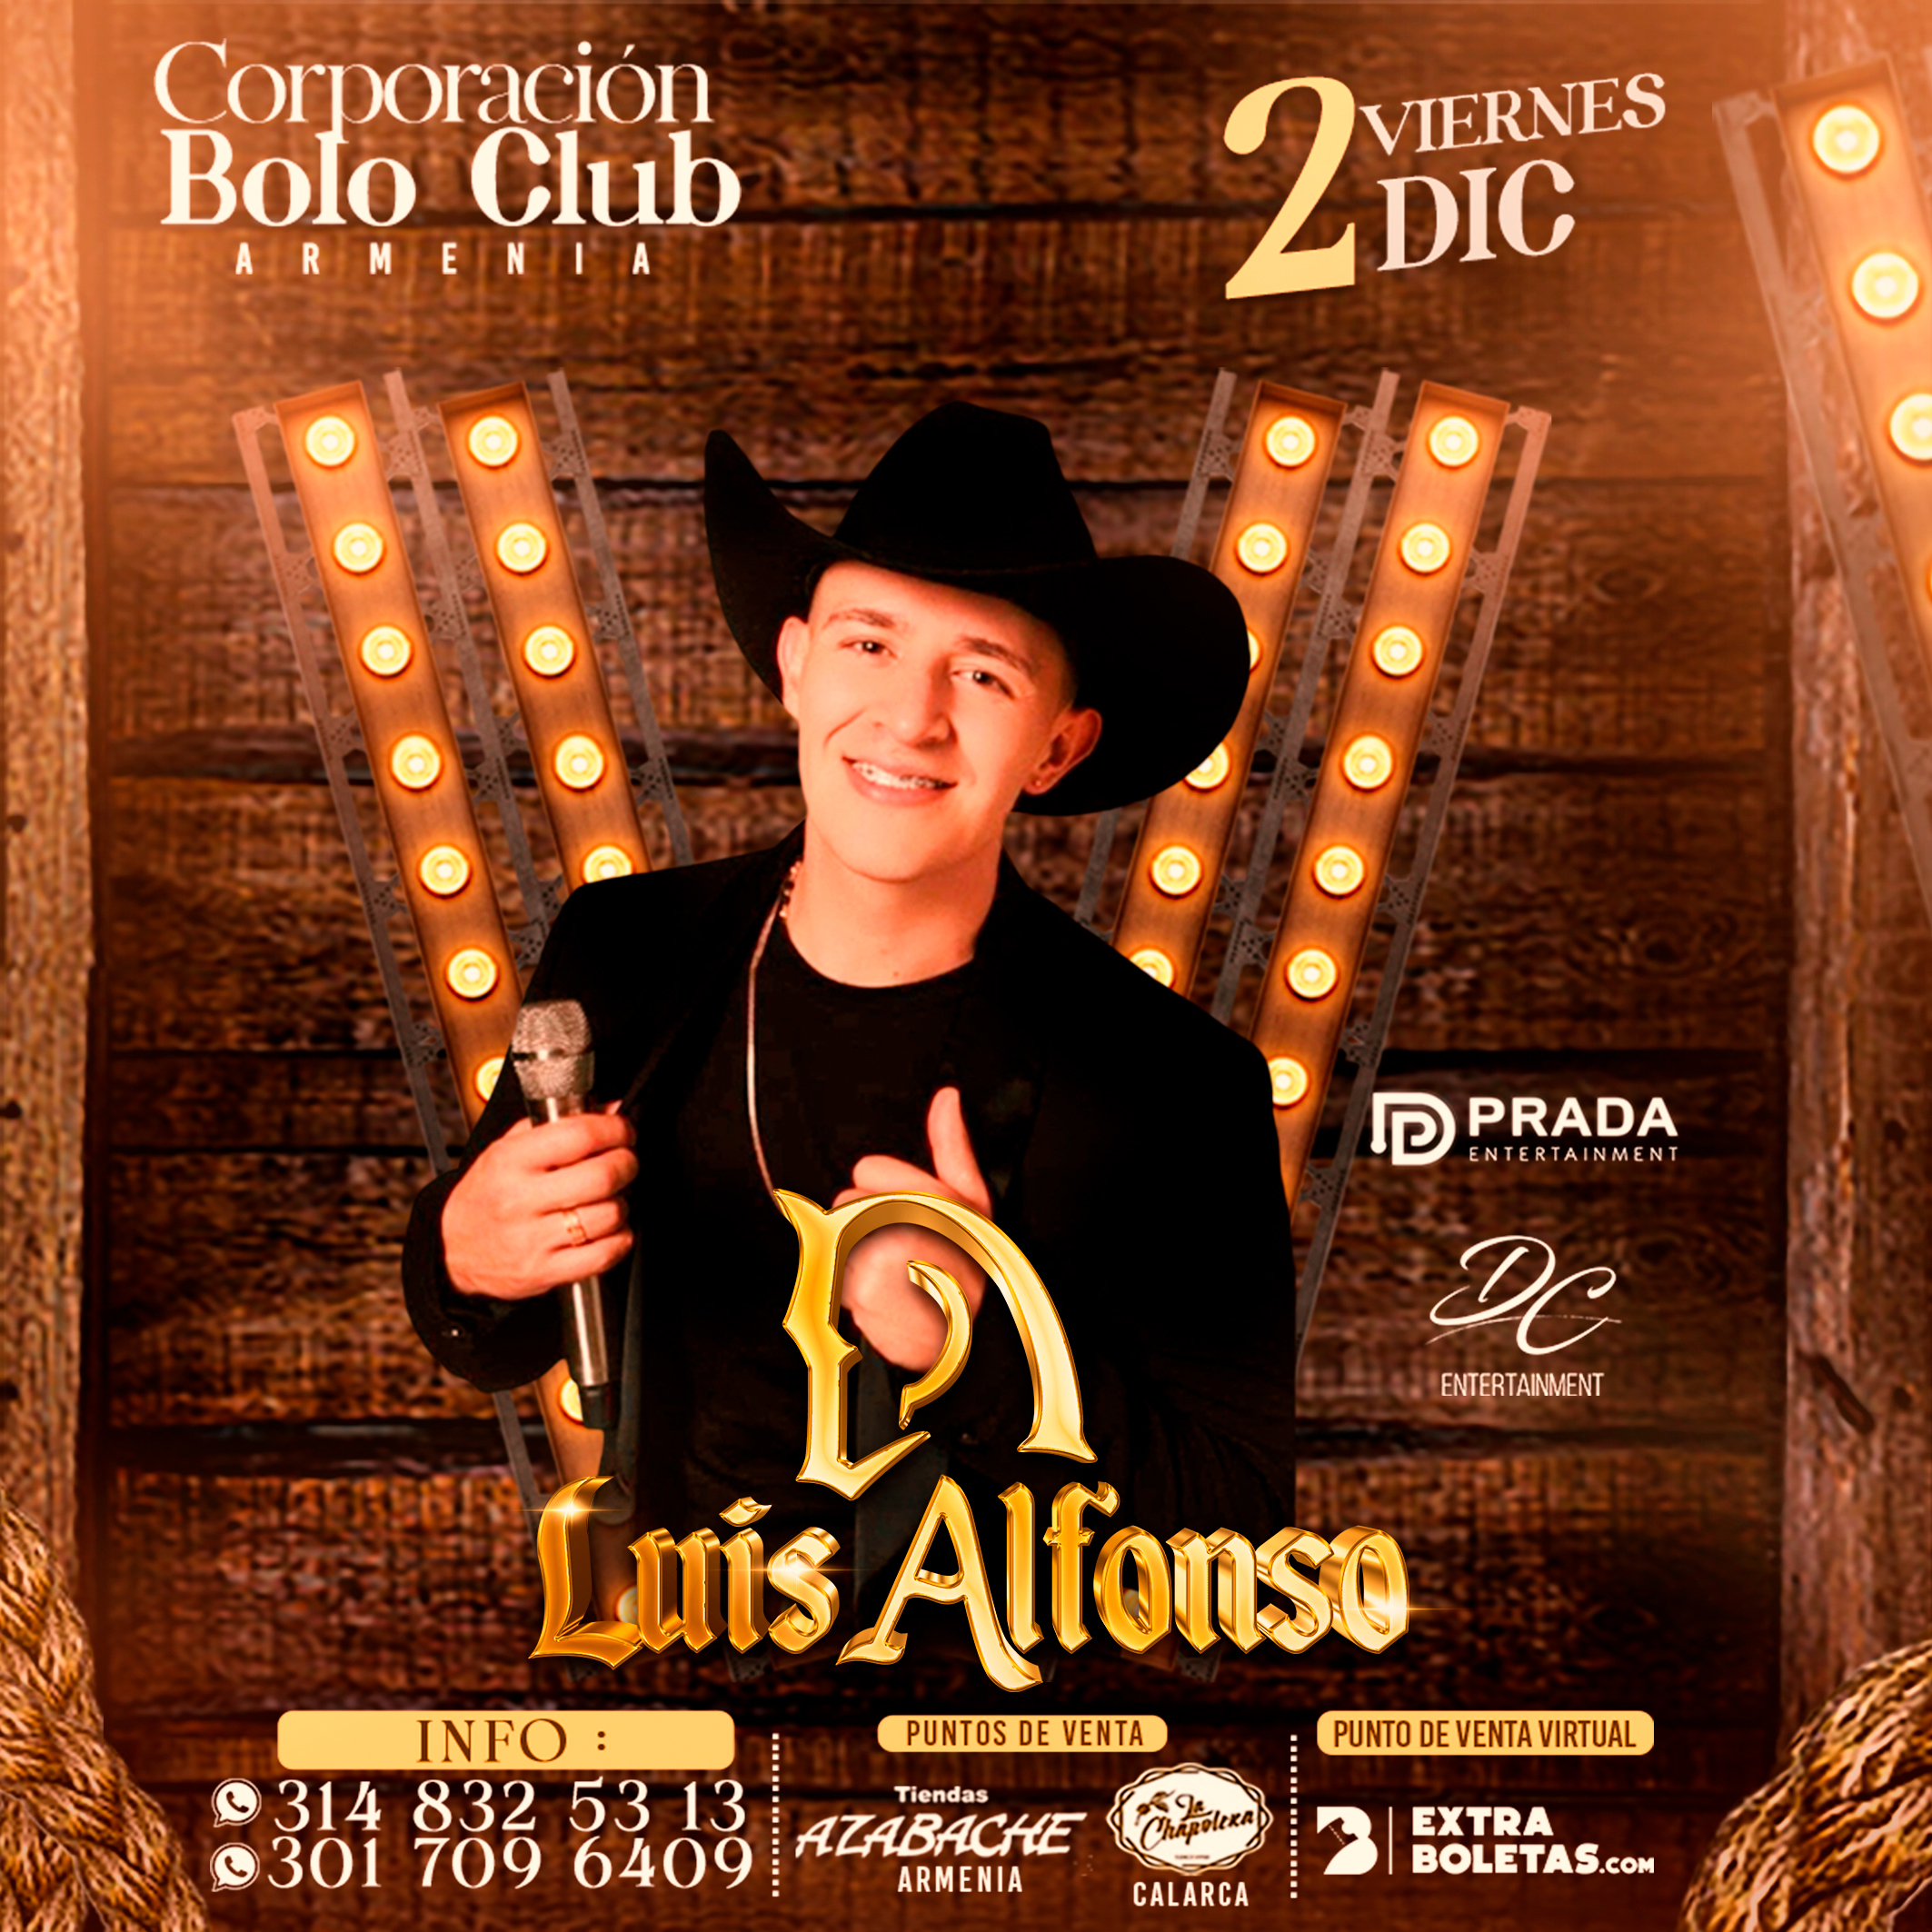 Corporación
Bolo Club
ARMENIA
2 VIERNES
DIC
PRADA
ENTERTAINMENT
DC
ENTERTAINMENT
Luis Alfonso
INFO :
314 832 53 13
301 709 6409
PUNTOS DE VENTA
Tiendas
AZABACHE
ARMENIA
La
CALARCA
PUNTO DE VENTA VIRTUAL
EXTRA
BOLETAS.COM